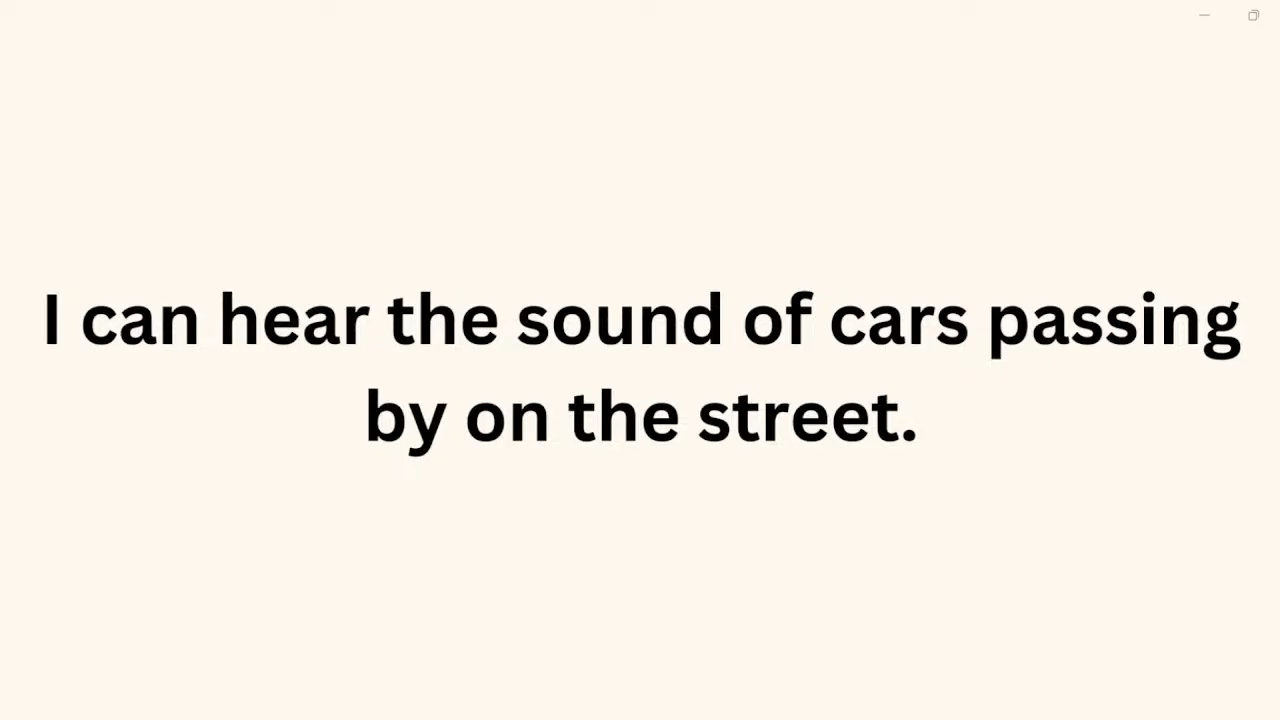 I can hear the sound of cars passing
by on the street.